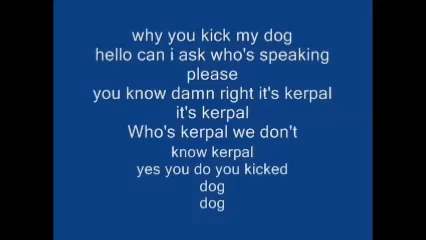 why you kick my dog
hello can i ask who's speaking
please
you know damn right it's kerpal
it's kerpal
Who's kerpal we don't
know kerpal
yes you do you kicked
dog
dog